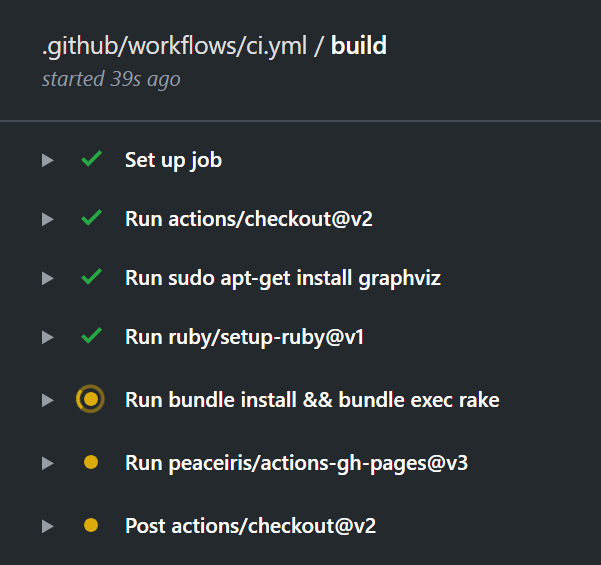 .github/workflows/ci.yml / build
started 39s ago
Set up job
Run actions/checkout@v2
Run sudo apt-get install graphviz
Run ruby/setup-ruby@v1
Run bundle install && bundle exec rake
Run peaceiris/actions-gh-pages@v3
Post actions/checkout@v2